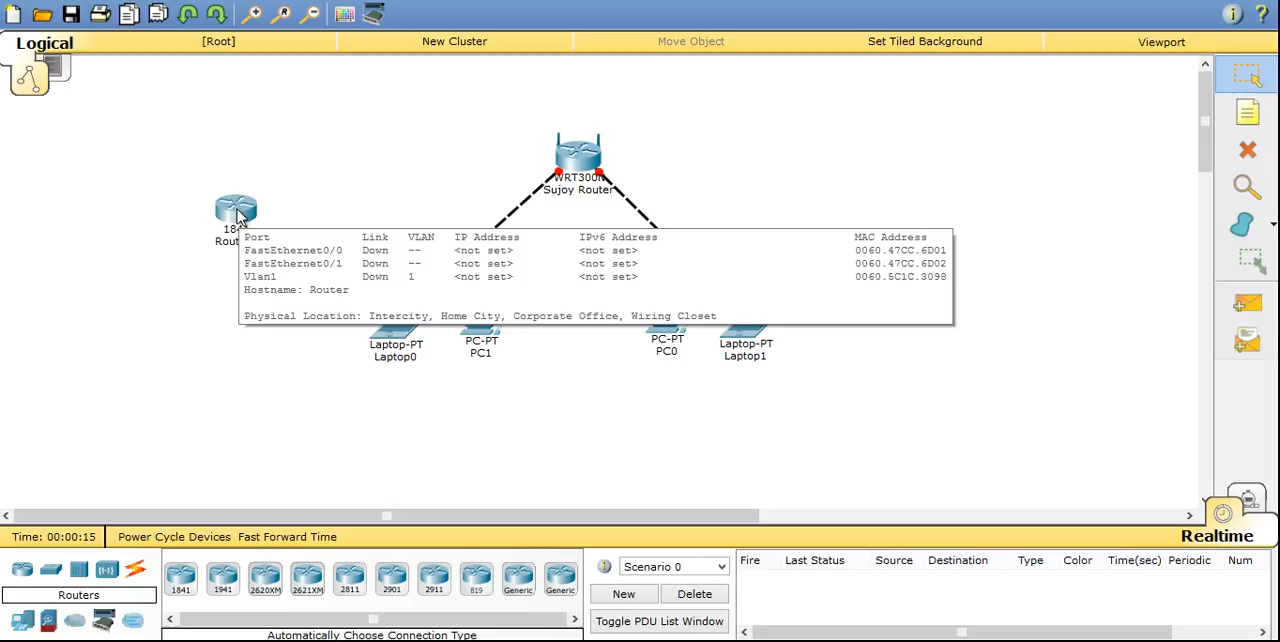 Logical
[Root]
New Cluster
Move Object
Set Tiled Background
Viewport
WRT300N
Sujoy Router
Port Link VLAN IP Address IPv6 Address MAC Address
FastEthernet0/0 Down -- <not set> <not set> 0060.47CC.6D01
FastEthernet0/1 Down -- <not set> <not set> 0060.47CC.6D02
Vlan1 Down 1 <not set> <not set> 0060.5C1C.3098
Hostname: Router
Physical Location: Intercity, Home City, Corporate Office, Wiring Closet
Laptop-PT
Laptop0
PC-PT
PC1
PC-PT
PC0
Laptop-PT
Laptop1
Time: 00:00:15 Power Cycle Devices Fast Forward Time
Realtime
Routers
1841 1941 2620XM 2621XM 2811 2901 2911 819 Generic Generic
Automatically Choose Connection Type
Scenario 0
New Delete
Toggle PDU List Window
Fire Last Status Source Destination Type Color Time(sec) Periodic Num